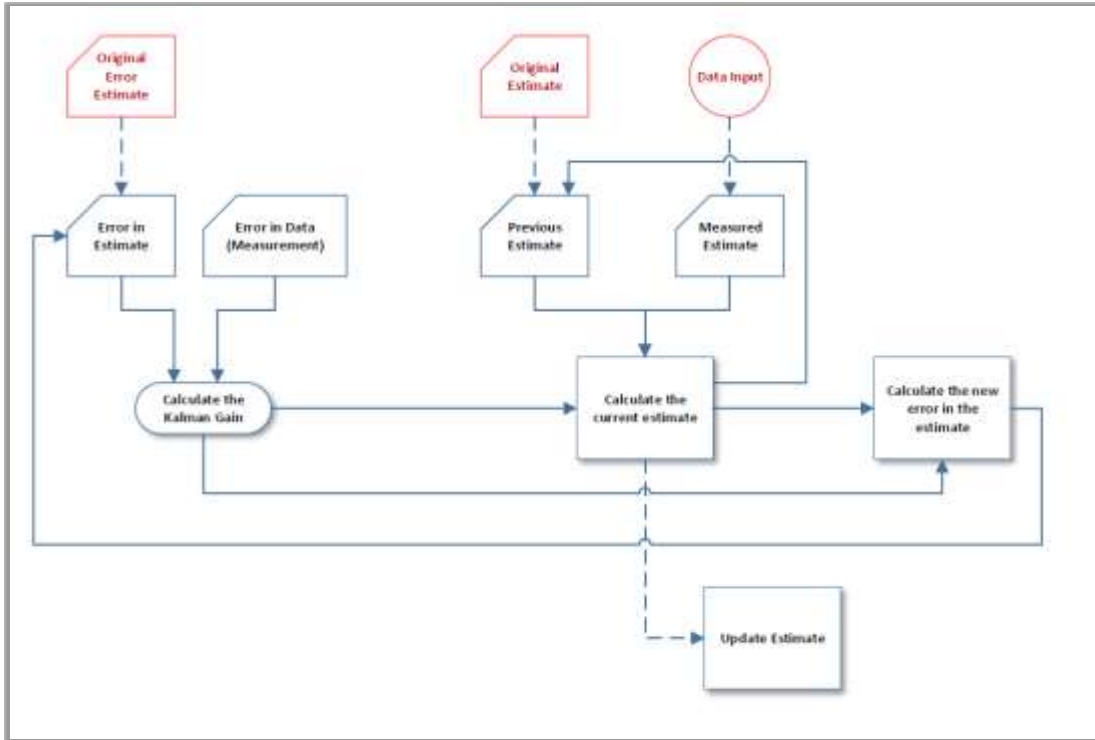 Original
Error
Estimate
Original
Estimate
Data Input
Error in
Estimate
Error in Data
(Measurement)
Previous
Estimate
Measured
Estimate
Calculate the
Kalman Gain
Calculate the
current estimate
Calculate the new
error in the
estimate
Update Estimate